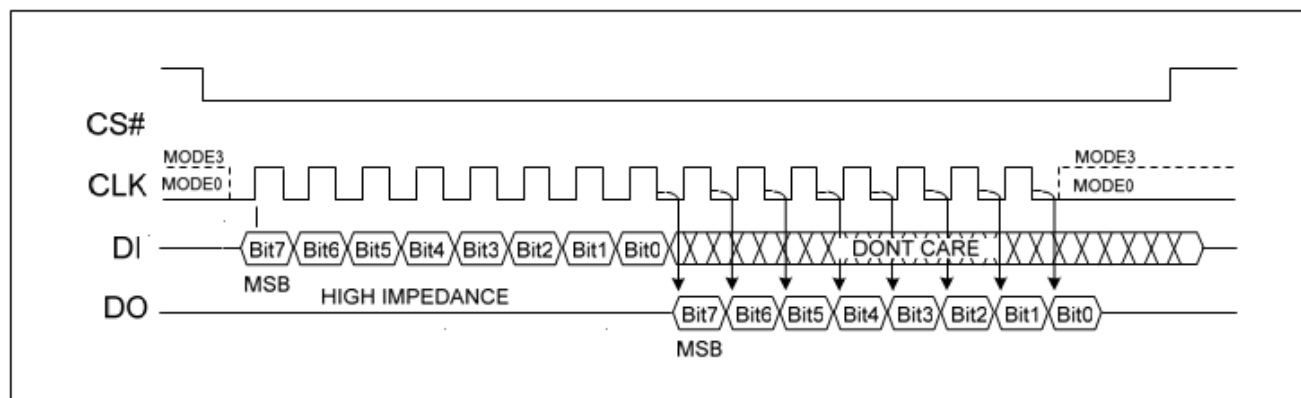 CS#
MODE3 MODE3
CLK MODE0 MODE0
DI Bit7 Bit6 Bit5 Bit4 Bit3 Bit2 Bit1 Bit0 DONT CARE
MSB HIGH IMPEDANCE
DO Bit7 Bit6 Bit5 Bit4 Bit3 Bit2 Bit1 Bit0
MSB